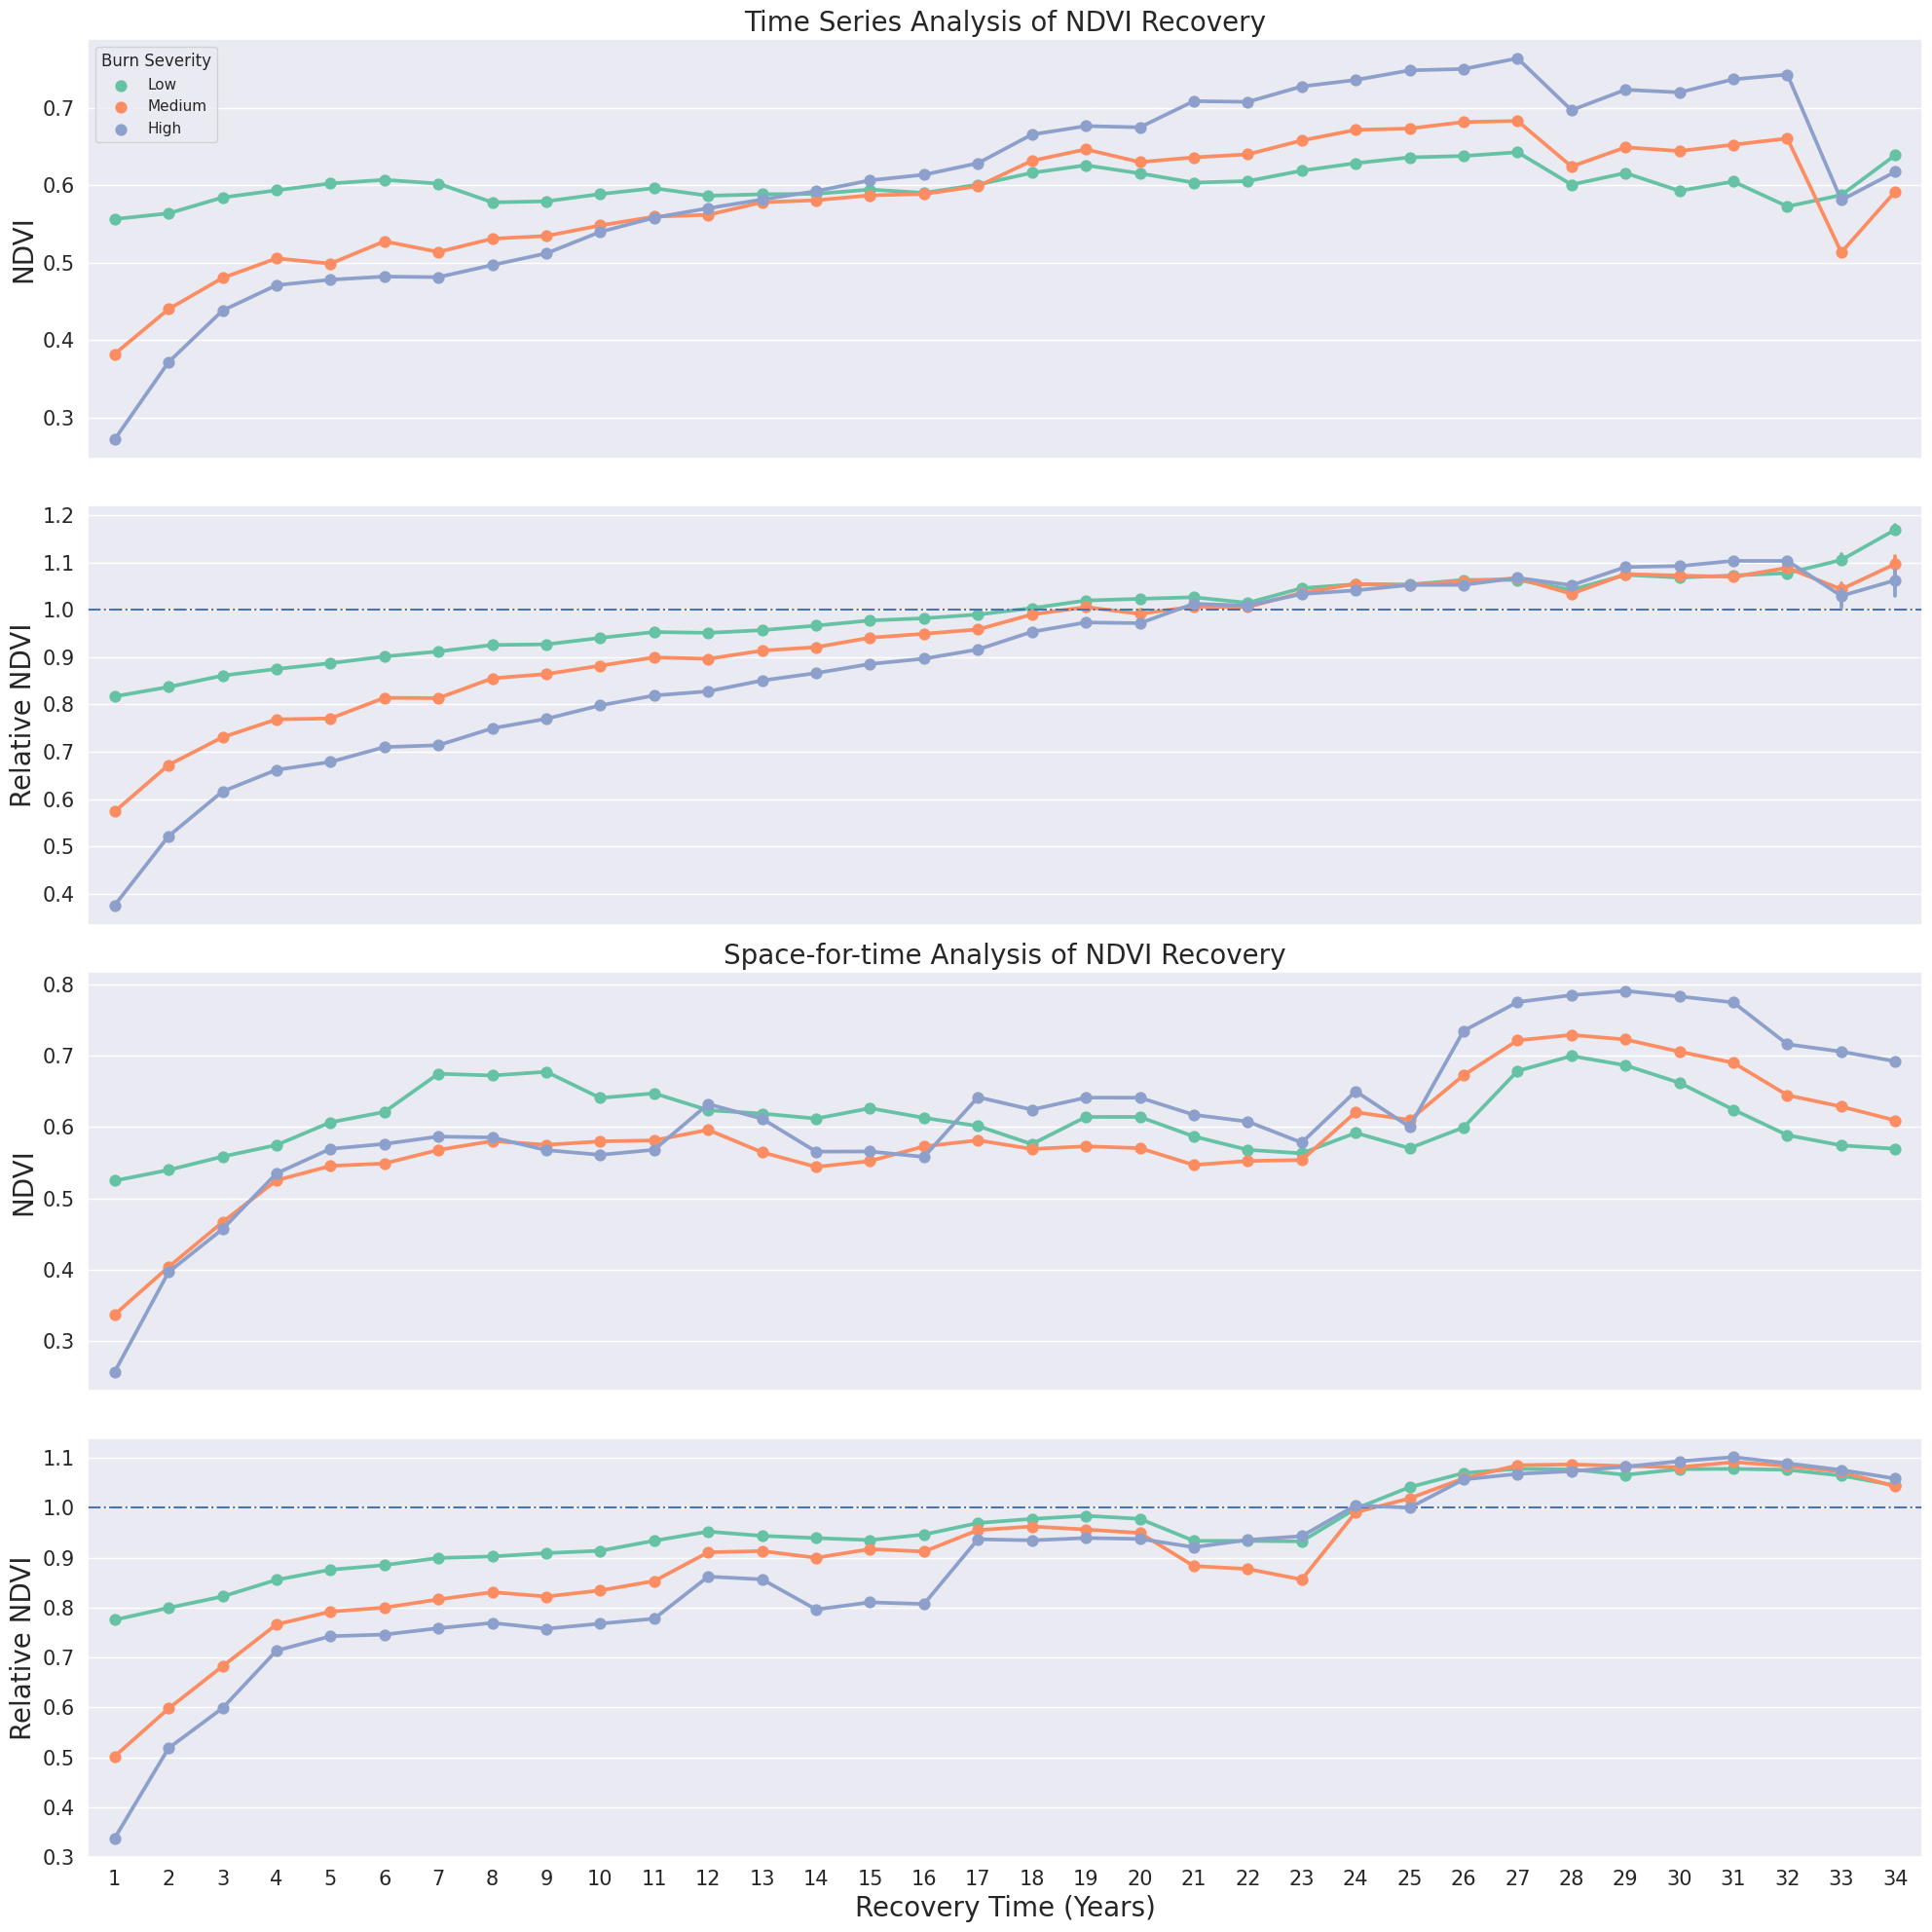 Time Series Analysis of NDVI Recovery
Burn Severity
Low
Medium
High
NDVI
0.7
0.6
0.5
0.4
0.3
Relative NDVI
1.2
1.1
1.0
0.9
0.8
0.7
0.6
0.5
0.4
Space-for-time Analysis of NDVI Recovery
NDVI
0.8
0.7
0.6
0.5
0.4
0.3
Relative NDVI
1.1
1.0
0.9
0.8
0.7
0.6
0.5
0.4
0.3
1 2 3 4 5 6 7 8 9 10 11 12 13 14 15 16 17 18 19 20 21 22 23 24 25 26 27 28 29 30 31 32 33 34
Recovery Time (Years)